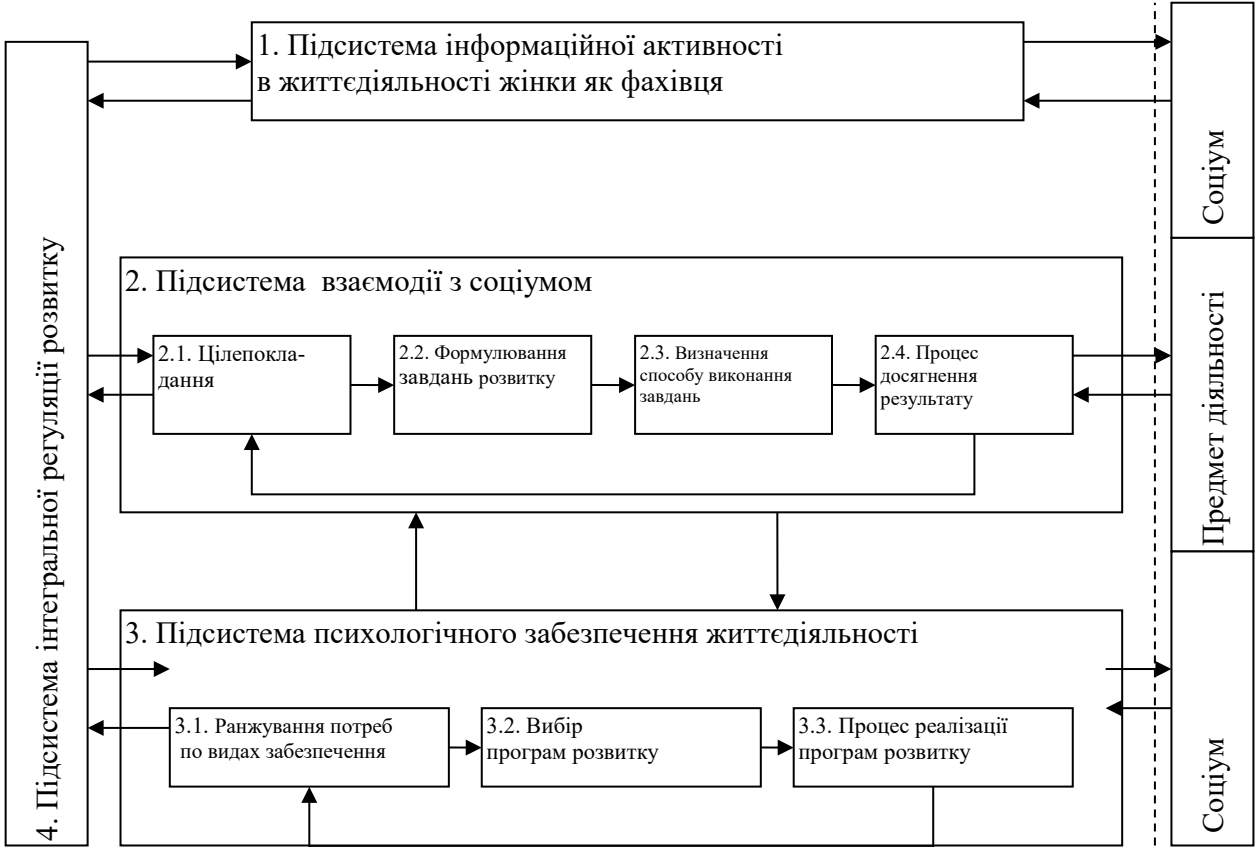 1. Підсистема інформаційної активності
в життєдіяльності жінки як фахівця
4. Підсистема інтегральної регуляції розвитку
Соціум
2. Підсистема взаємодії з соціумом
2.1. Цілепокла-
дання
2.2. Формулювання
завдань розвитку
2.3. Визначення
способу виконання
завдань
2.4. Процес
досягнення
результату
Предмет діяльності
3. Підсистема психологічного забезпечення життєдіяльності
3.1. Ранжування потреб
по видах забезпечення
3.2. Вибір
програм розвитку
3.3. Процес реалізації
програм розвитку
Соціум